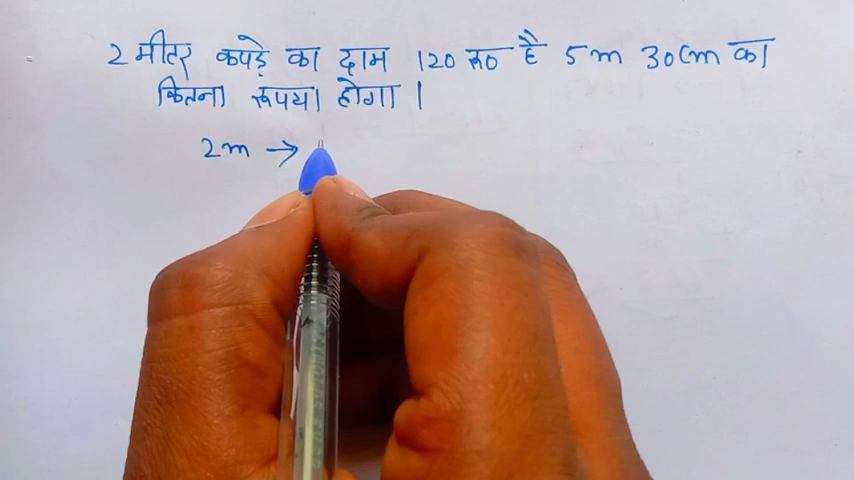 2 मीटर कपड़े का दाम 120 रू० है 5m 30cm का
कितना रूपया होगा ।
2m →